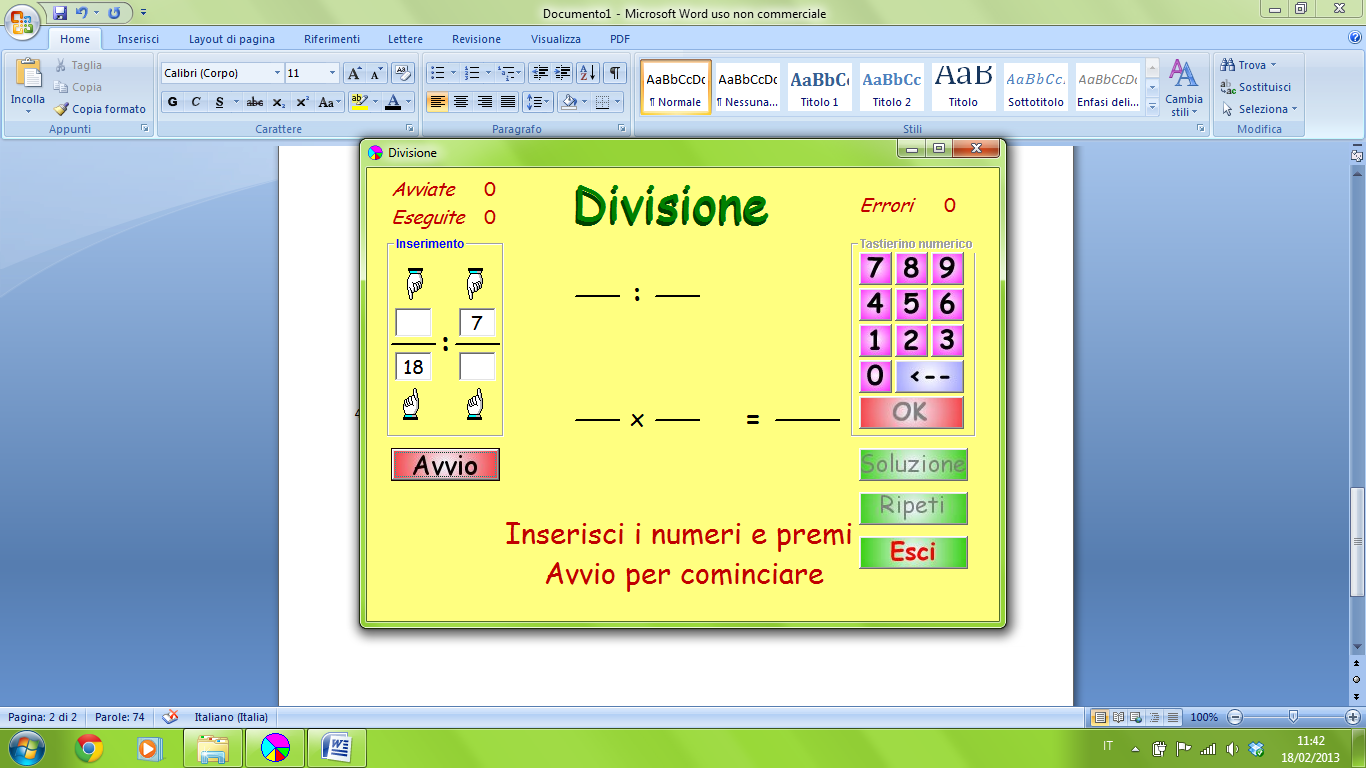 Documento1 - Microsoft Word uso non commerciale
Home Inserisci Layout di pagina Riferimenti Lettere Revisione Visualizza PDF
Incolla
Taglia
Copia
Copia formato
Appunti
Calibri (Corpo) 11
G C S abc x₂ x² Aa ab A
Carattere
Paragrafo
AaBbCcDc AaBbCcDc AaBbC AaBbCc AaB AaBbCc. AaBbCcDc
¶ Normale ¶ Nessuna... Titolo 1 Titolo 2 Titolo Sottotitolo Enfasi deli...
Stili
Cambia
stili
Trova
Sostituisci
Seleziona
Modifica
Divisione
Avviate 0
Eseguite 0
Divisione
Errori 0
Inserimento
7
:
18
Avvio
:
x =
Tastierino numerico
7 8 9
4 5 6
1 2 3
0 <--
OK
Soluzione
Ripeti
Esci
Inserisci i numeri e premi
Avvio per cominciare
Pagina: 2 di 2 Parole: 74 Italiano (Italia) 100%
IT 11:42
18/02/2013